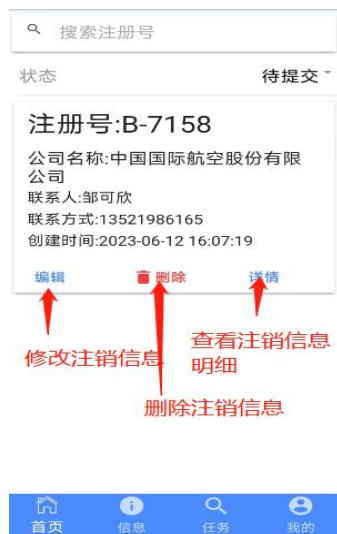 搜索注册号
状态 待提交
注册号:B-7158
公司名称:中国国际航空股份有限
公司
联系人:邹可欣
联系方式:13521986165
创建时间:2023-06-12 16:07:19
编辑 删除 详情
修改注销信息
查看注销信息
明细
删除注销信息
首页 信息 任务 我的